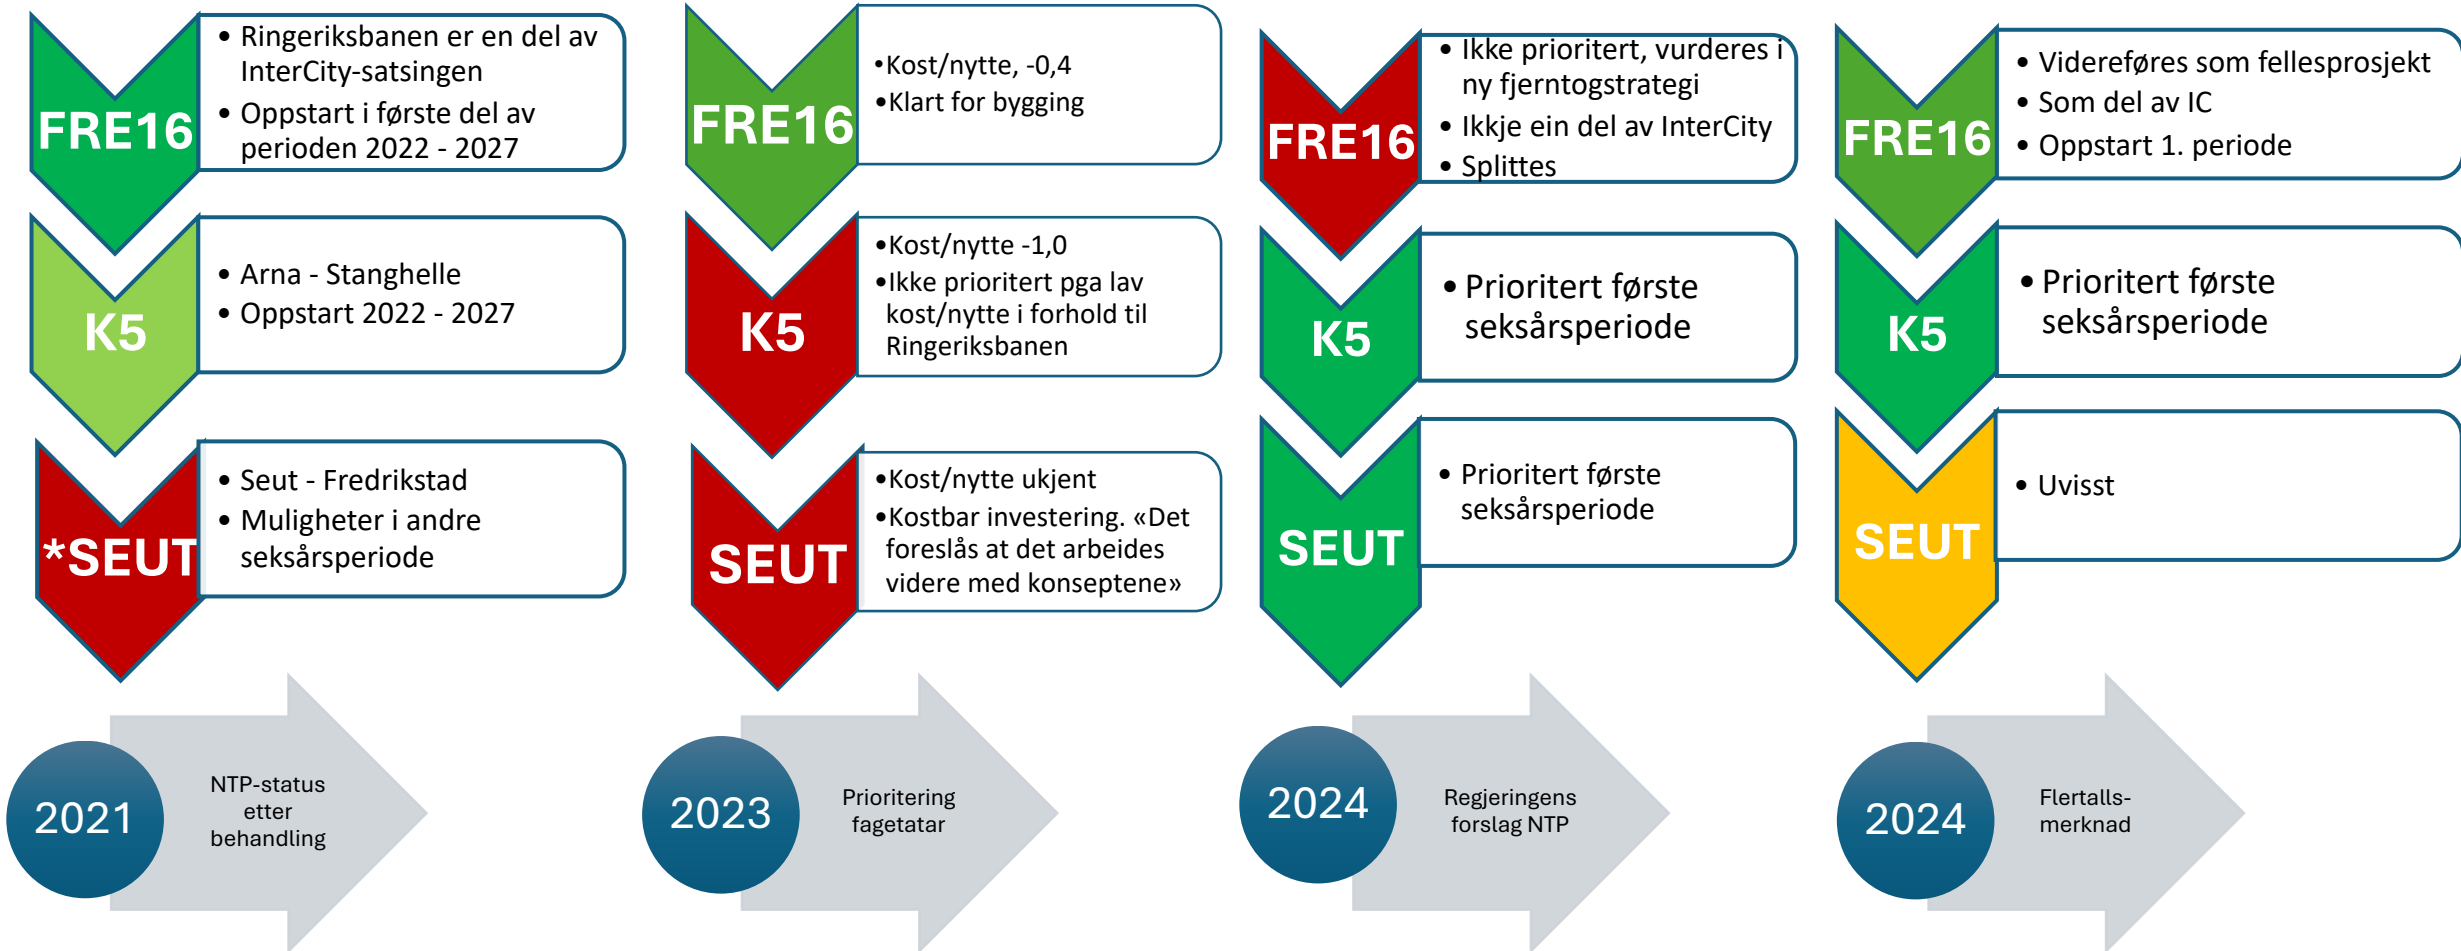 FRE16
• Ringeriksbanen er en del av
InterCity-satsingen
• Oppstart i første del av
perioden 2022 - 2027
K5
• Arna - Stanghelle
• Oppstart 2022 - 2027
*SEUT
• Seut - Fredrikstad
• Muligheter i andre
seksårsperiode
2021
NTP-status
etter
behandling
FRE16
•Kost/nytte, -0,4
•Klart for bygging
K5
•Kost/nytte -1,0
•Ikke prioritert pga lav
kost/nytte i forhold til
Ringeriksbanen
SEUT
•Kost/nytte ukjent
•Kostbar investering. «Det
foreslås at det arbeides
videre med konseptene»
2023
Prioritering
fagetatar
FRE16
• Ikke prioritert, vurderes i
ny fjerntogstrategi
• Ikkje ein del av InterCity
• Splittes
K5
• Prioritert første
seksårsperiode
SEUT
• Prioritert første
seksårsperiode
2024
Regjeringens
forslag NTP
FRE16
• Videreføres som fellesprosjekt
• Som del av IC
• Oppstart 1. periode
K5
• Prioritert første
seksårsperiode
SEUT
• Uvisst
2024
Flertalls-
merknad